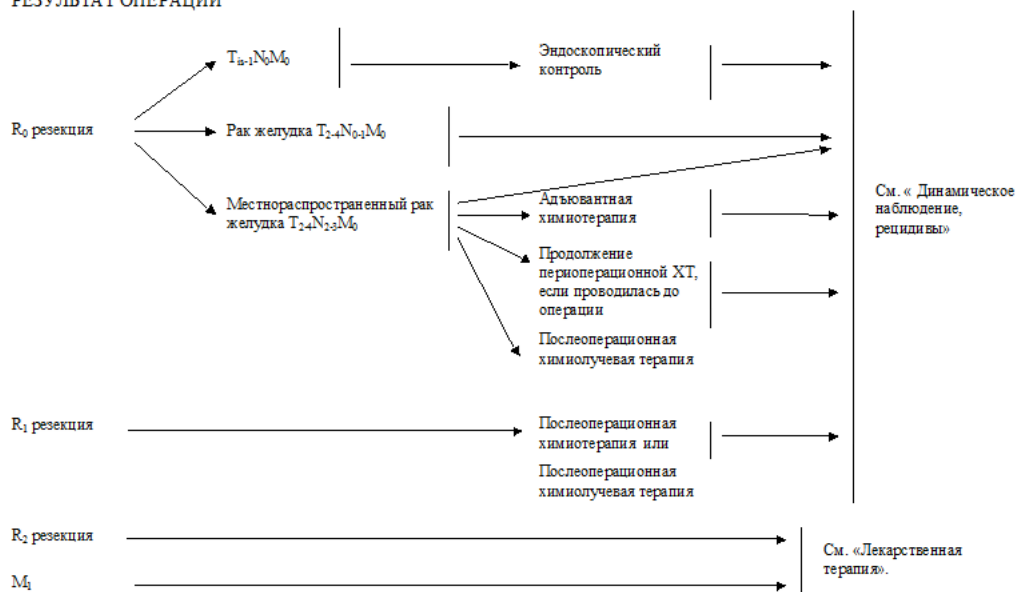 РЕЗУЛЬТАТ ОПЕРАЦИИ
Tis-1N0M0
Эндоскопический
контроль
R0 резекция
Рак желудка T2-4N0-1M0
Местнораспространенный рак
желудка T2-4N2-3M0
Адъювантная
химиотерапия
Продолжение
периоперационной ХТ,
если проводилась до
операции
Послеоперационная
химиолучевая терапия
См. « Динамическое
наблюдение,
рецидивы»
R1 резекция
Послеоперационная
химиотерапия или
Послеоперационная
химиолучевая терапия
R2 резекция
M1
См. «Лекарственная
терапия».